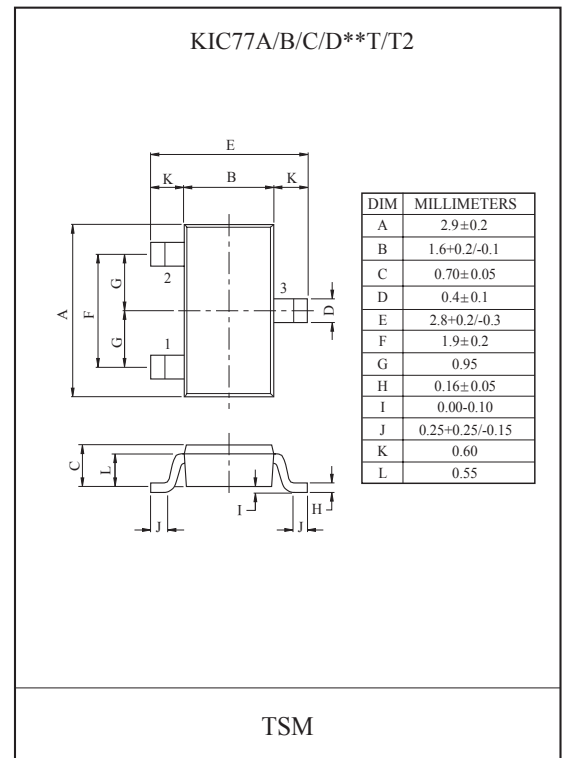 KIC77A/B/C/D**T/T2
E
K B K
2
3
A
F
G
G
D
1
C
L
I
H
J
J
DIM MILLIMETERS
A 2.9±0.2
B 1.6+0.2/-0.1
C 0.70±0.05
D 0.4±0.1
E 2.8+0.2/-0.3
F 1.9±0.2
G 0.95
H 0.16±0.05
I 0.00-0.10
J 0.25+0.25/-0.15
K 0.60
L 0.55
TSM